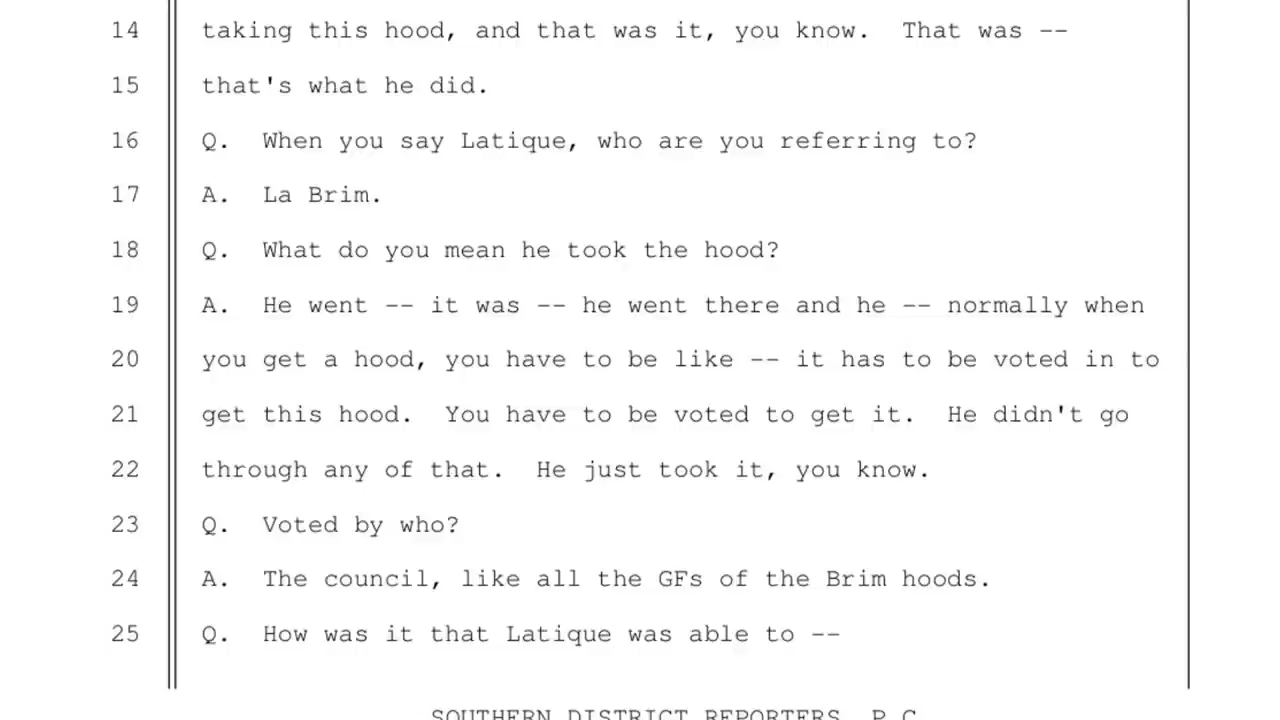 14 taking this hood, and that was it, you know. That was --
15 that's what he did.
16 Q. When you say Latique, who are you referring to?
17 A. La Brim.
18 Q. What do you mean he took the hood?
19 A. He went -- it was -- he went there and he -- normally when
20 you get a hood, you have to be like -- it has to be voted in to
21 get this hood. You have to be voted to get it. He didn't go
22 through any of that. He just took it, you know.
23 Q. Voted by who?
24 A. The council, like all the GFs of the Brim hoods.
25 Q. How was it that Latique was able to --
SOUTHERN DISTRICT REPORTERS, P.C.